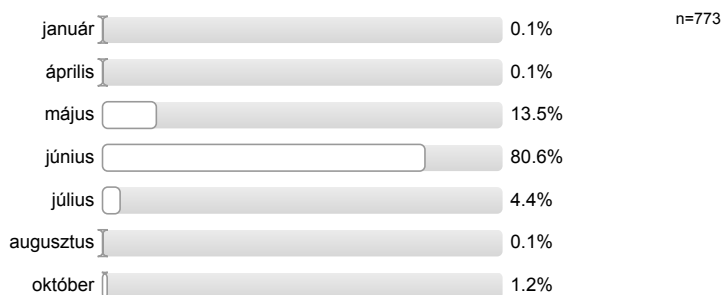 január 0.1% n=773
április 0.1%
május 13.5%
június 80.6%
július 4.4%
augusztus 0.1%
október 1.2%